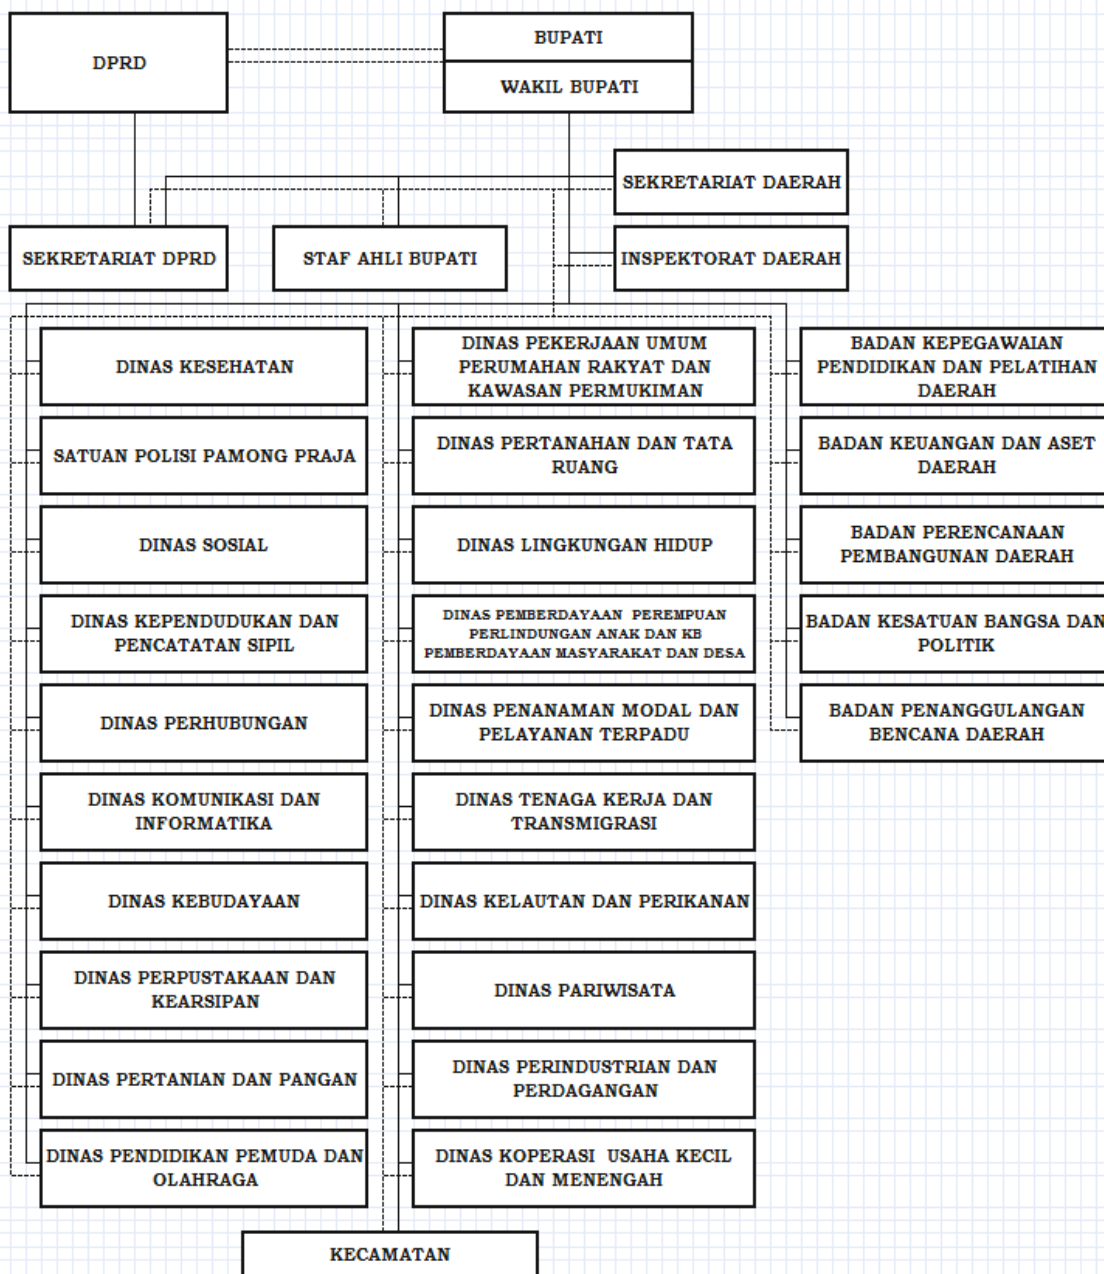 DPRD
BUPATI
WAKIL BUPATI
SEKRETARIAT DAERAH
SEKRETARIAT DPRD
STAF AHLI BUPATI
INSPEKTORAT DAERAH
DINAS KESEHATAN
SATUAN POLISI PAMONG PRAJA
DINAS SOSIAL
DINAS KEPENDUDUKAN DAN
PENCATATAN SIPIL
DINAS PERHUBUNGAN
DINAS KOMUNIKASI DAN
INFORMATIKA
DINAS KEBUDAYAAN
DINAS PERPUSTAKAAN DAN
KEARSIPAN
DINAS PERTANIAN DAN PANGAN
DINAS PENDIDIKAN PEMUDA DAN
OLAHRAGA
DINAS PEKERJAAN UMUM
PERUMAHAN RAKYAT DAN
KAWASAN PERMUKIMAN
DINAS PERTANAHAN DAN TATA
RUANG
DINAS LINGKUNGAN HIDUP
DINAS PEMBERDAYAAN PEREMPUAN
PERLINDUNGAN ANAK DAN KB
PEMBERDAYAAN MASYARAKAT DAN DESA
DINAS PENANAMAN MODAL DAN
PELAYANAN TERPADU
DINAS TENAGA KERJA DAN
TRANSMIGRASI
DINAS KELAUTAN DAN PERIKANAN
DINAS PARIWISATA
DINAS PERINDUSTRIAN DAN
PERDAGANGAN
DINAS KOPERASI USAHA KECIL
DAN MENENGAH
BADAN KEPEGAWAIAN
PENDIDIKAN DAN PELATIHAN
DAERAH
BADAN KEUANGAN DAN ASET
DAERAH
BADAN PERENCANAAN
PEMBANGUNAN DAERAH
BADAN KESATUAN BANGSA DAN
POLITIK
BADAN PENANGGULANGAN
BENCANA DAERAH
KECAMATAN